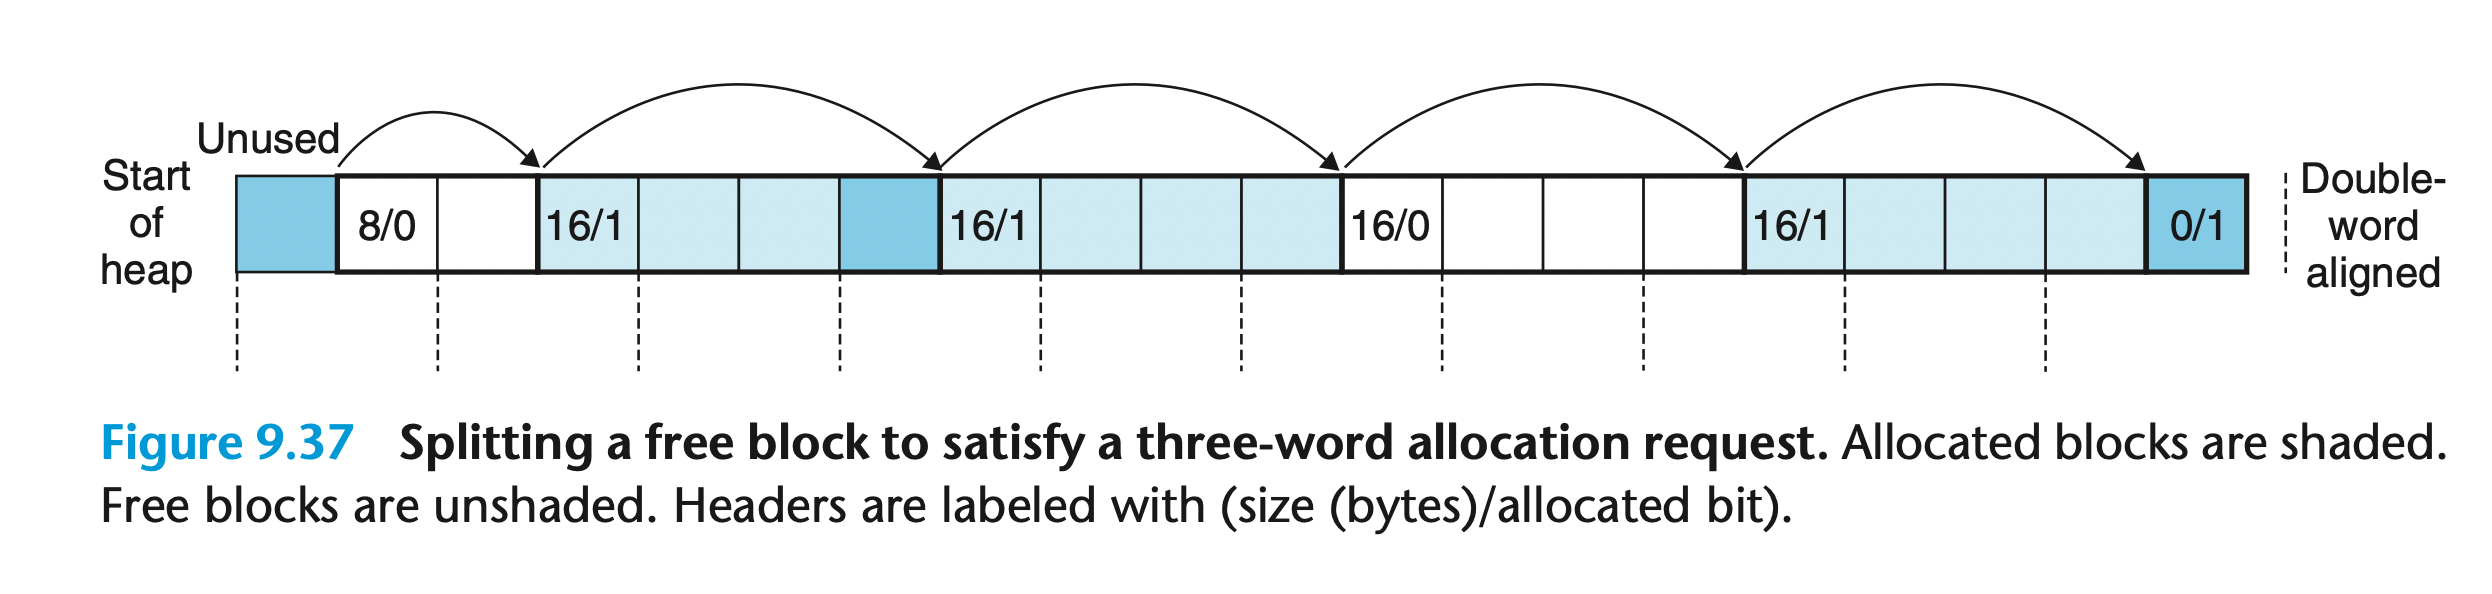 Unused
Start
of
heap
8/0
16/1
16/1
16/0
16/1
0/1
Double-
word
aligned
Figure 9.37 Splitting a free block to satisfy a three-word allocation request. Allocated blocks are shaded.
Free blocks are unshaded. Headers are labeled with (size (bytes)/allocated bit).